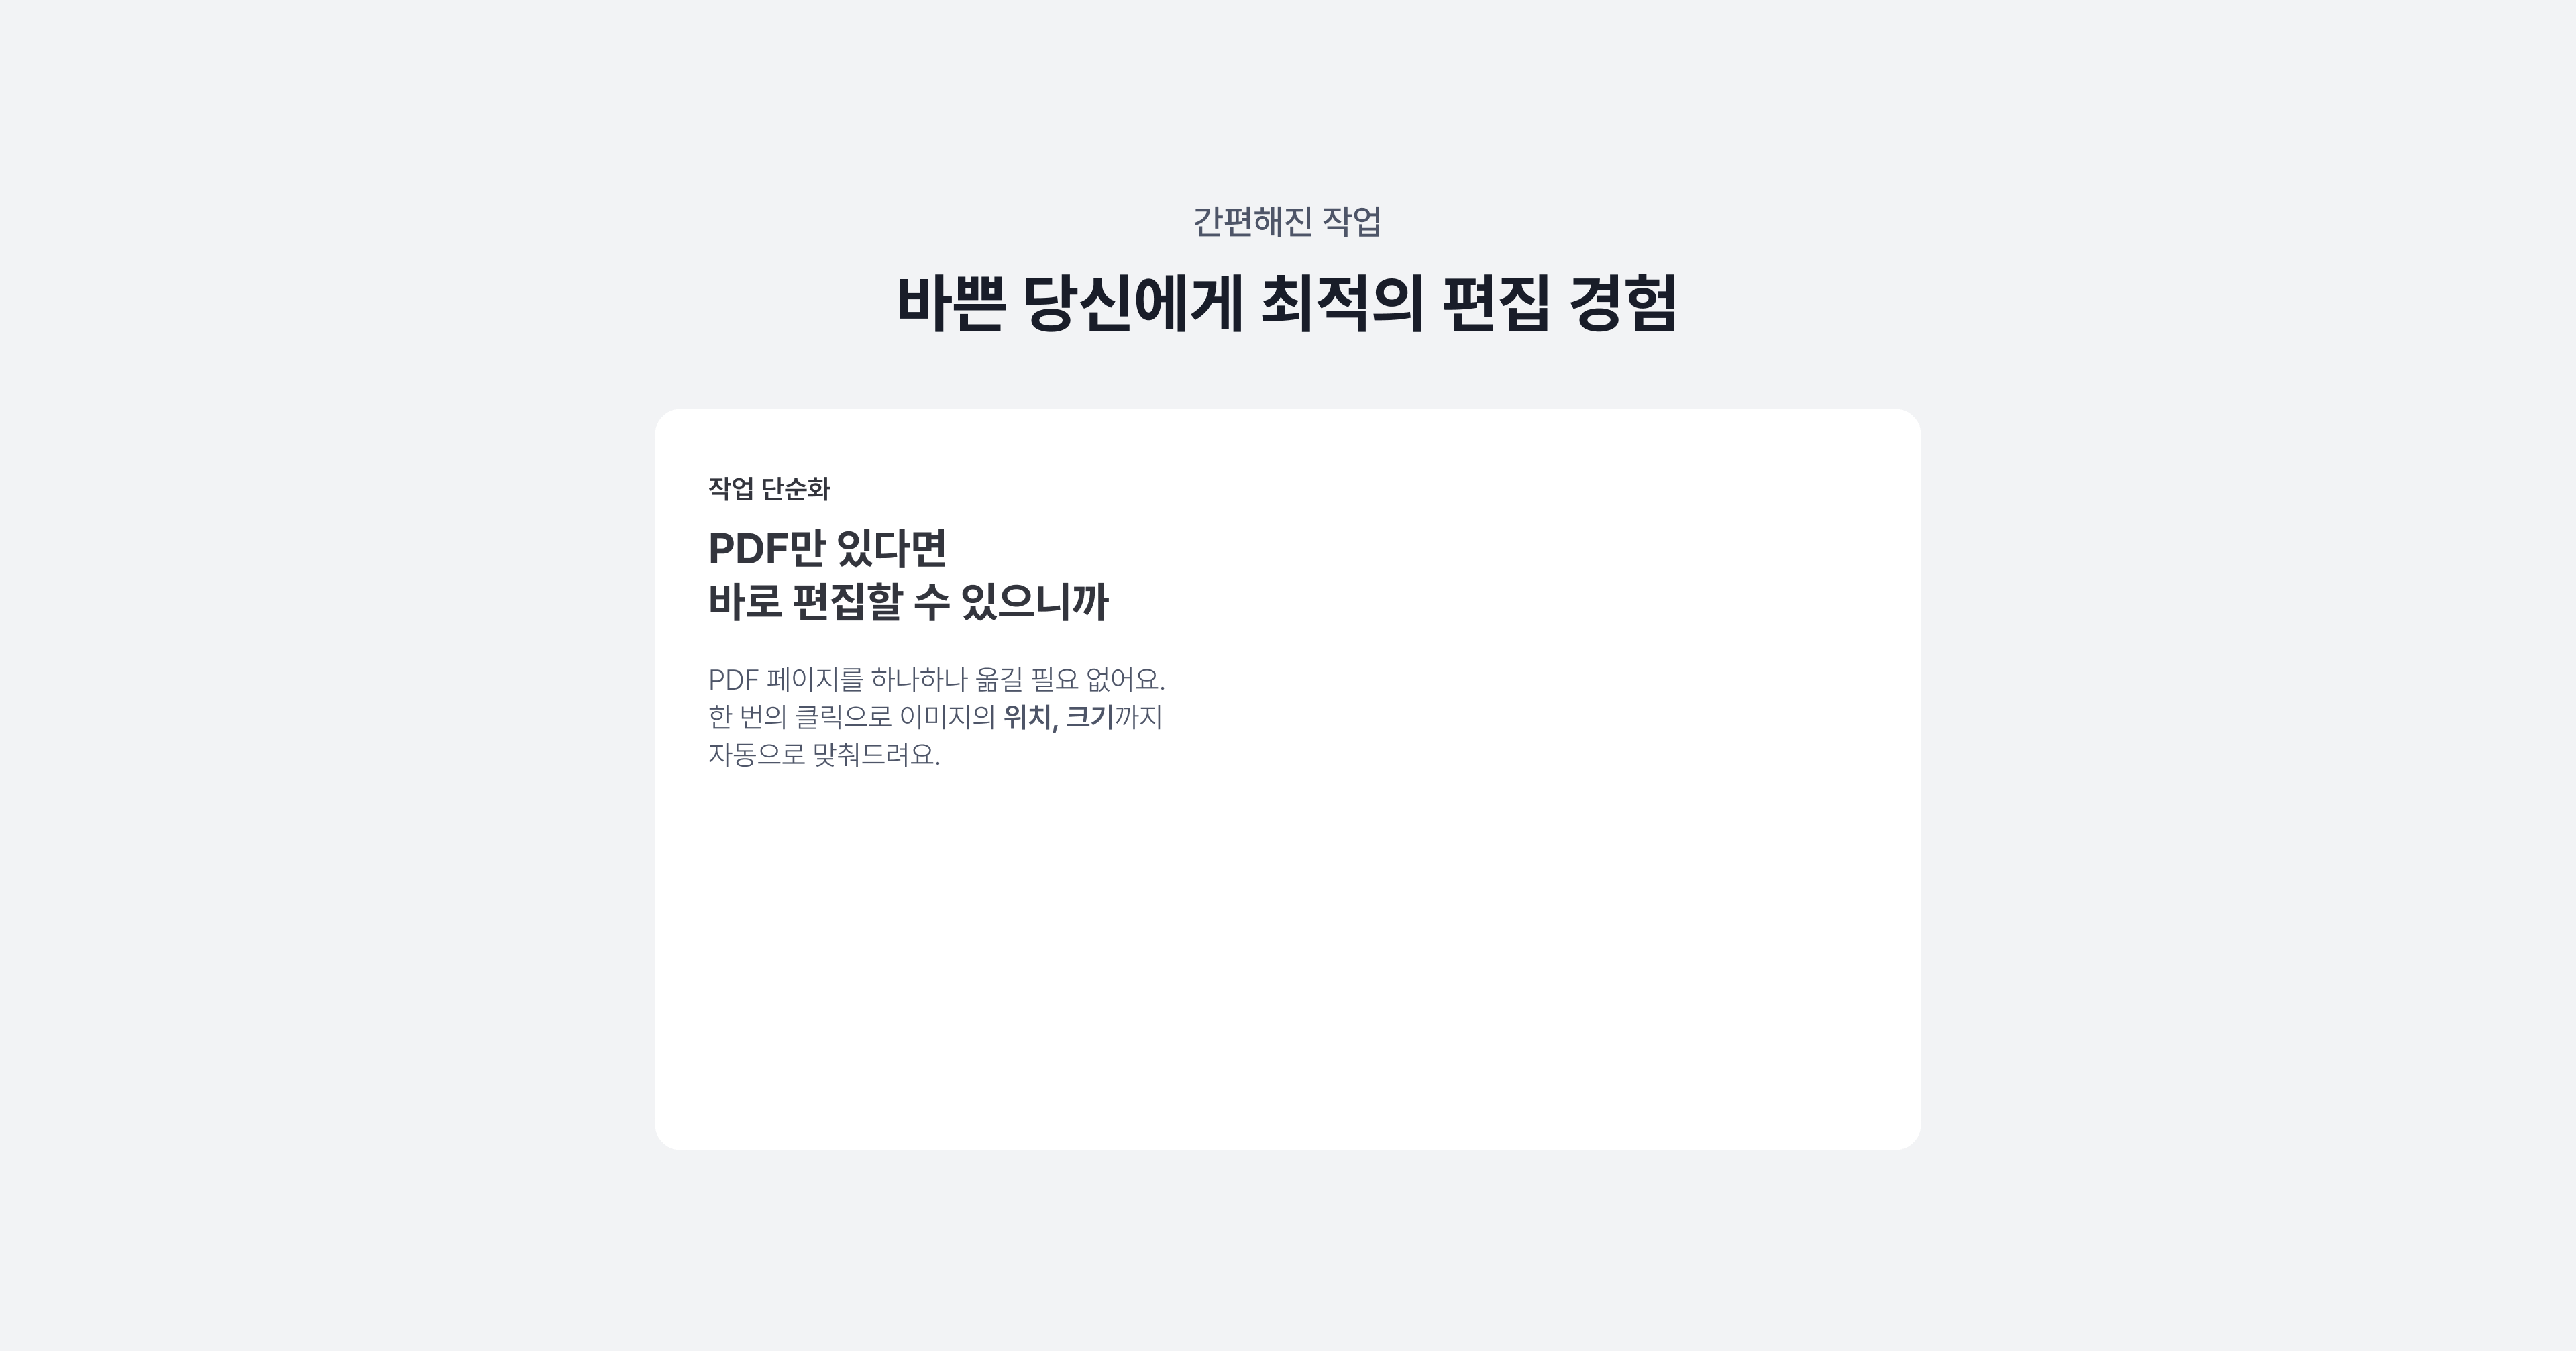 간편해진 작업
바쁜 당신에게 최적의 편집 경험
작업 단순화
PDF만 있다면
바로 편집할 수 있으니까
PDF 페이지를 하나하나 옮길 필요 없어요.
한 번의 클릭으로 이미지의 위치, 크기까지
자동으로 맞춰드려요.